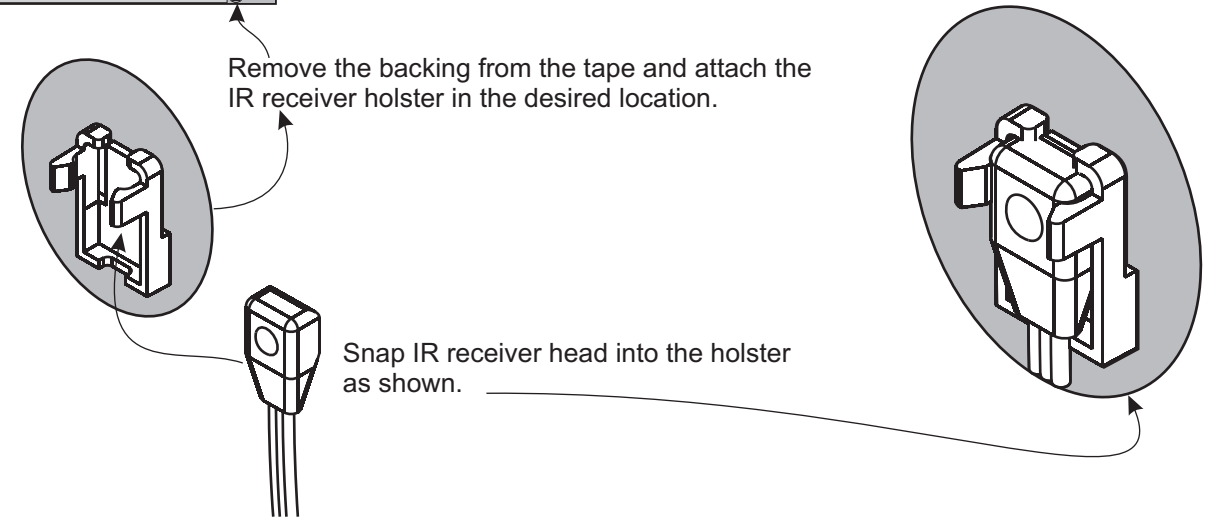 Remove the backing from the tape and attach the
IR receiver holster in the desired location.
Snap IR receiver head into the holster
as shown.